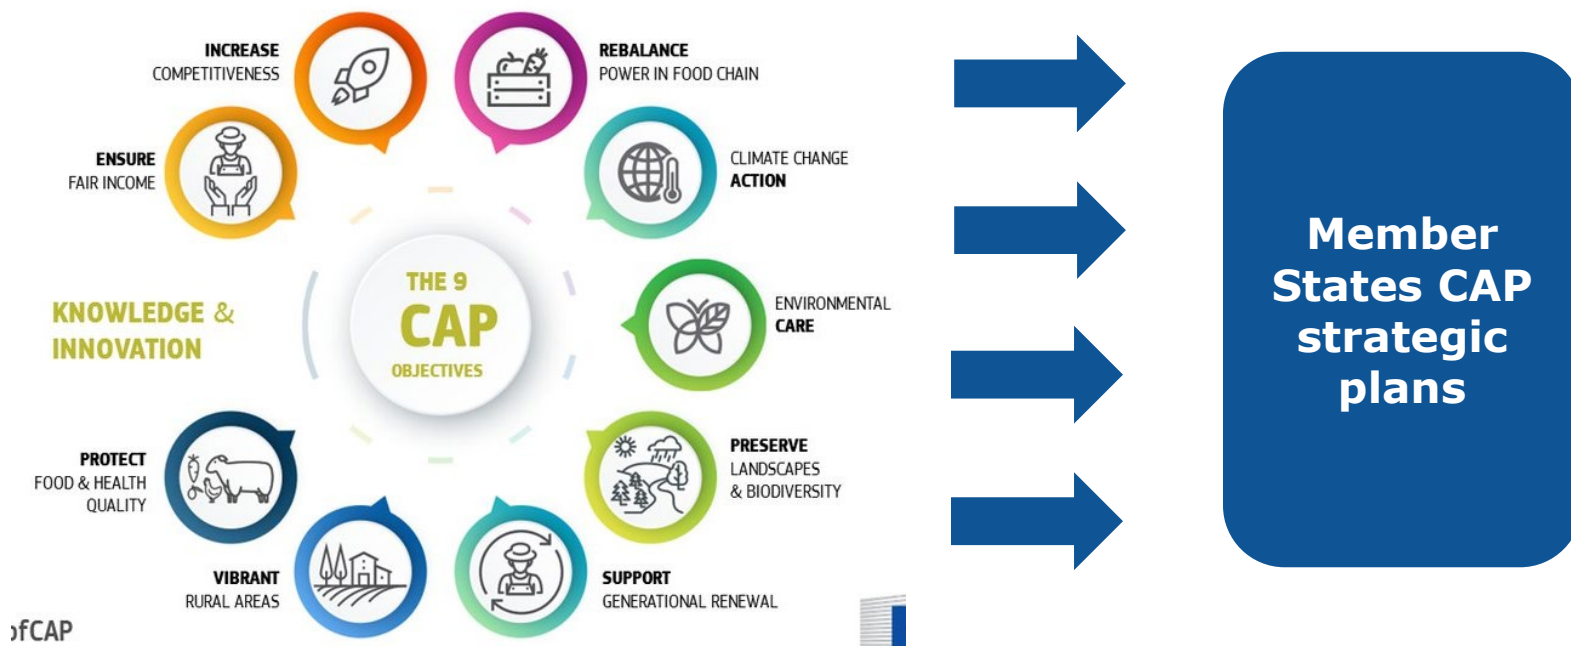 INCREASE
COMPETITIVENESS
REBALANCE
POWER IN FOOD CHAIN
ENSURE
FAIR INCOME
CLIMATE CHANGE
ACTION
THE 9
CAP
OBJECTIVES
KNOWLEDGE &
INNOVATION
ENVIRONMENTAL
CARE
PROTECT
FOOD & HEALTH
QUALITY
PRESERVE
LANDSCAPES
& BIODIVERSITY
VIBRANT
RURAL AREAS
SUPPORT
GENERATIONAL RENEWAL
ofCAP
Member
States CAP
strategic
plans